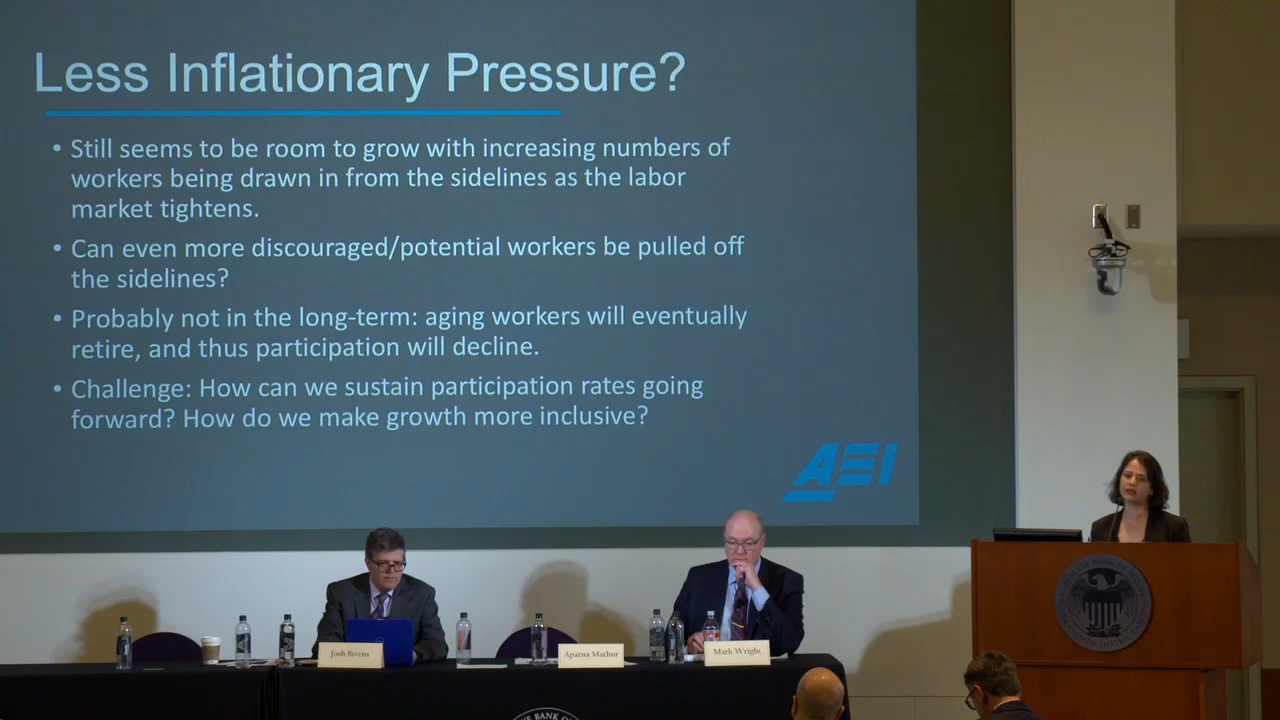 Less Inflationary Pressure?
• Still seems to be room to grow with increasing numbers of
workers being drawn in from the sidelines as the labor
market tightens.
• Can even more discouraged/potential workers be pulled off
the sidelines?
• Probably not in the long-term: aging workers will eventually
retire, and thus participation will decline.
• Challenge: How can we sustain participation rates going
forward? How do we make growth more inclusive?
AEI
Josh Bivens
Aparna Mathur
Mark Wright
BANK